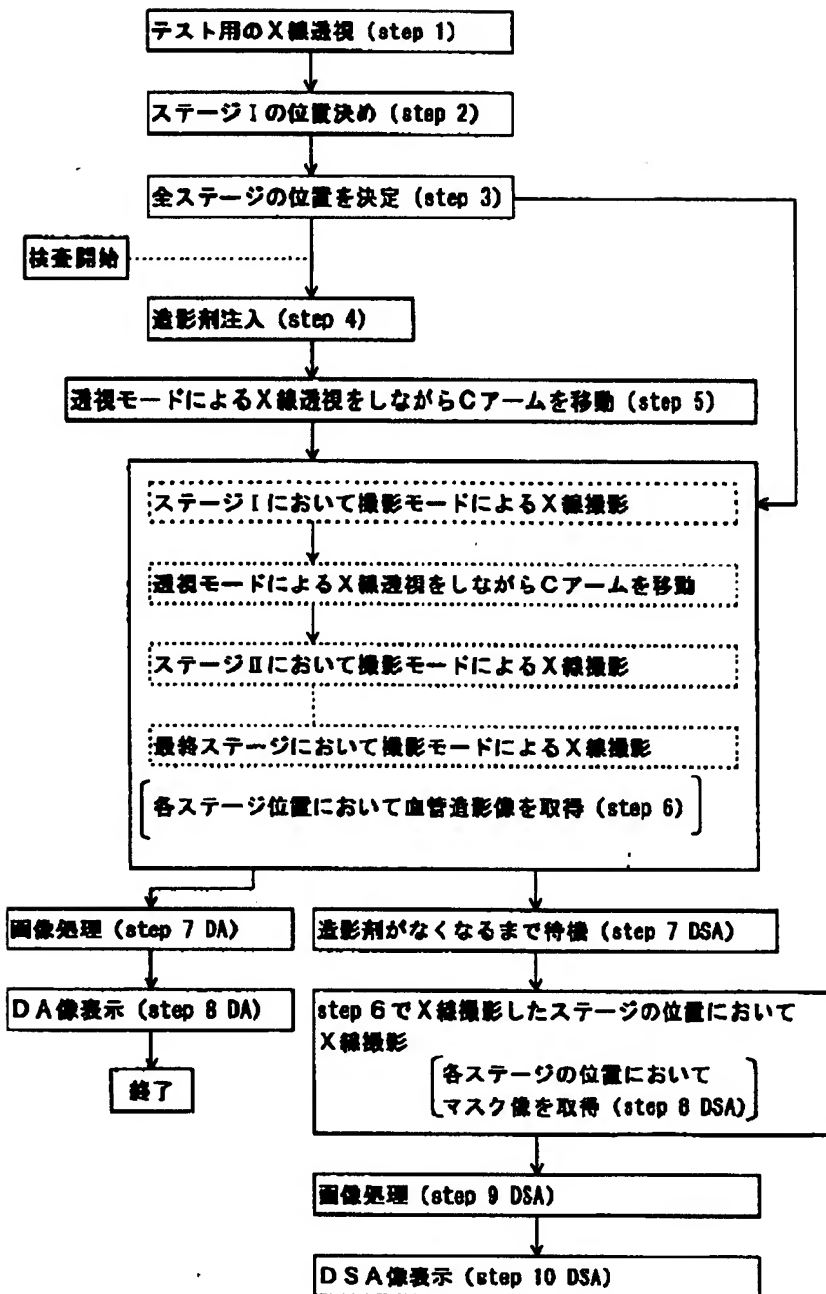 テスト用のX線透視 (step 1)
ステージⅠの位置決め (step 2)
全ステージの位置を決定 (step 3)
検査開始
造影剤注入 (step 4)
透視モードによるX線透視をしながらCアームを移動 (step 5)
ステージⅠにおいて撮影モードによるX線撮影
透視モードによるX線透視をしながらCアームを移動
ステージⅡにおいて撮影モードによるX線撮影
最終ステージにおいて撮影モードによるX線撮影
各ステージ位置において血管造影像を取得 (step 6)
画像処理 (step 7 DA)
DA像表示 (step 8 DA)
終了
造影剤がなくなるまで待機 (step 7 DSA)
step 6でX線撮影したステージの位置において
X線撮影
各ステージの位置において
マスク像を取得 (step 8 DSA)
画像処理 (step 9 DSA)
DSA像表示 (step 10 DSA)